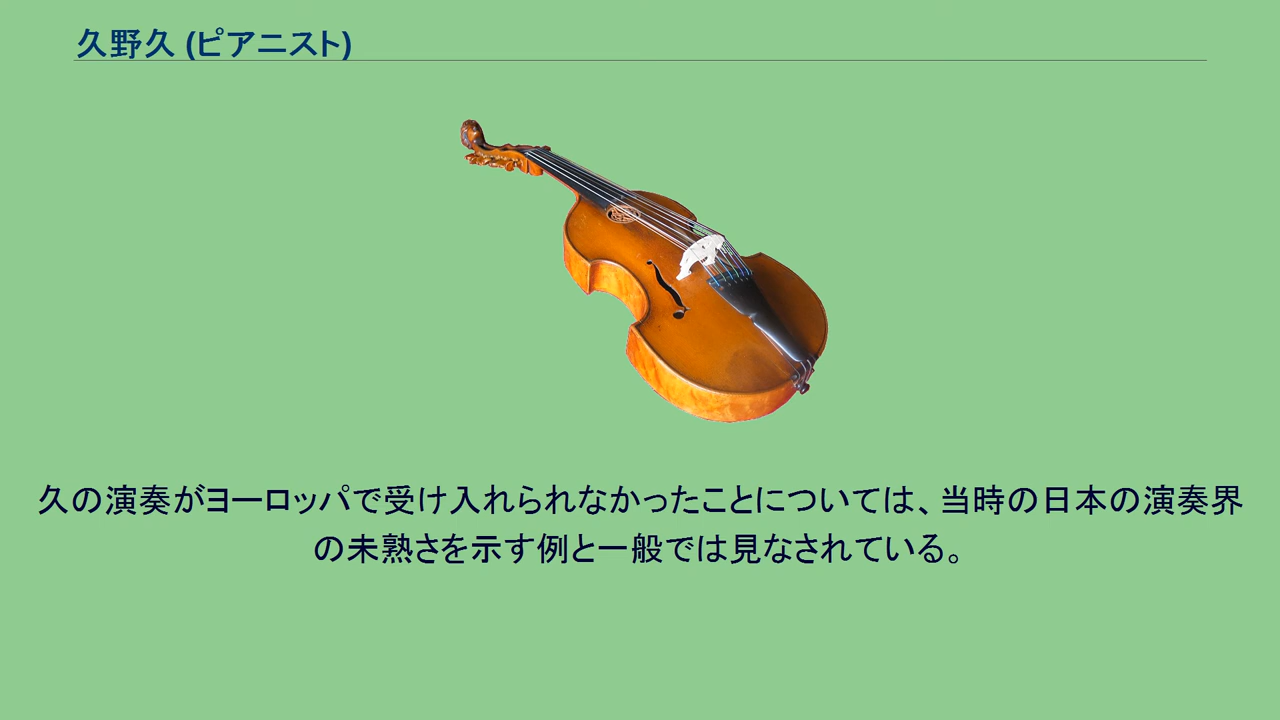 久野久 (ピアニスト)
久の演奏がヨーロッパで受け入れられなかったことについては、当時の日本の演奏界
の未熟さを示す例と一般では見なされている。